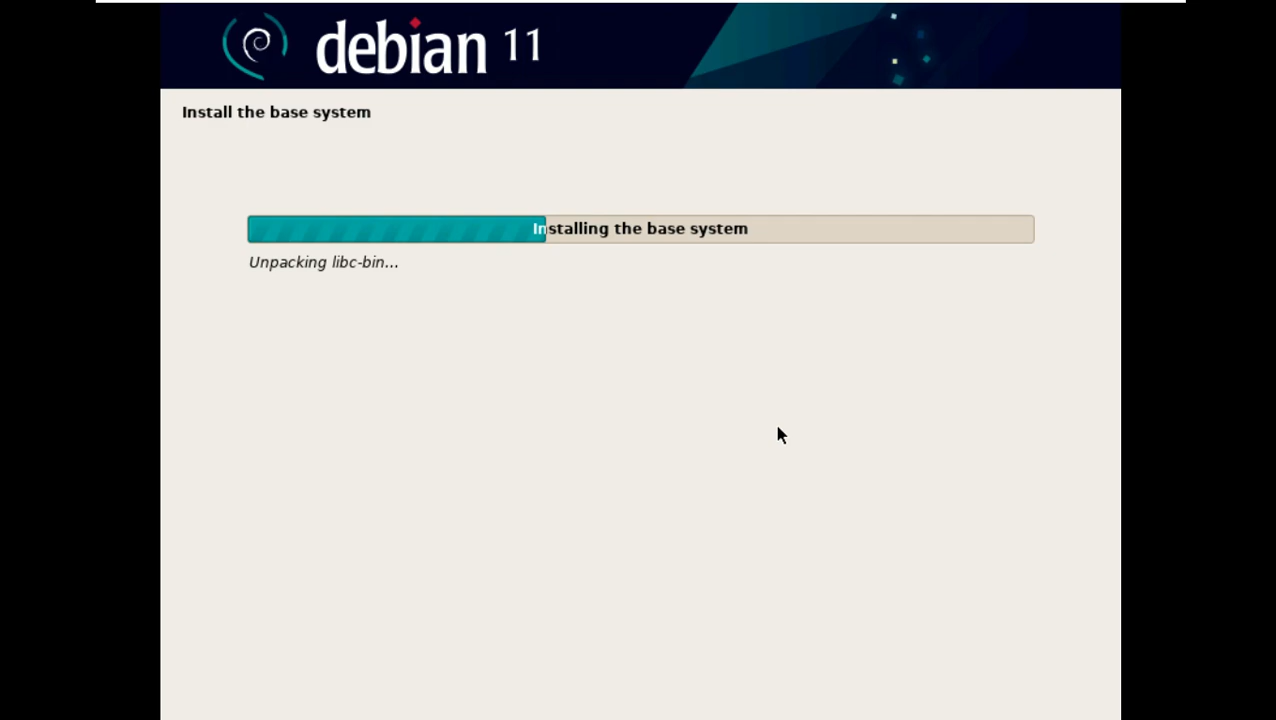 debian 11
Install the base system
Installing the base system
Unpacking libc-bin...